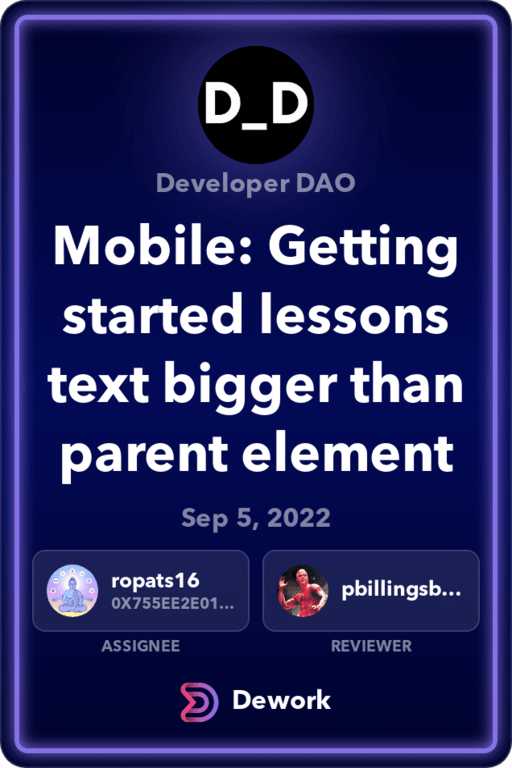 D_D
Developer DAO
Mobile: Getting
started lessons
text bigger than
parent element
Sep 5, 2022
ropats16
0X755EE2E01...
ASSIGNEE
pbillingsb...
REVIEWER
Dework